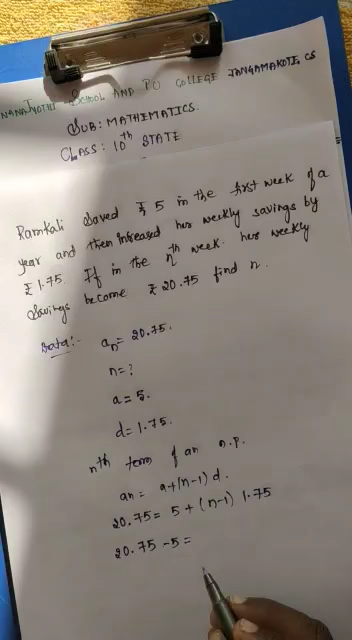 SCHOOL AND PU COLLEGE JANGAMAKOTE, CS
SUB: MATHEMATICS.
CLASS: 10th STATE
Ramkali saved ₹ 5 in the first week of a
year and then increased her weekly savings by
₹ 1.75. If in the nth week. her weekly
savings become ₹ 20.75 find n.
Data:- an = 20.75.
n = ?
a = 5.
d = 1.75.
nth term of an A.P.
an = a+(n-1) d.
20.75 = 5 + (n-1) 1.75
20.75 - 5 =